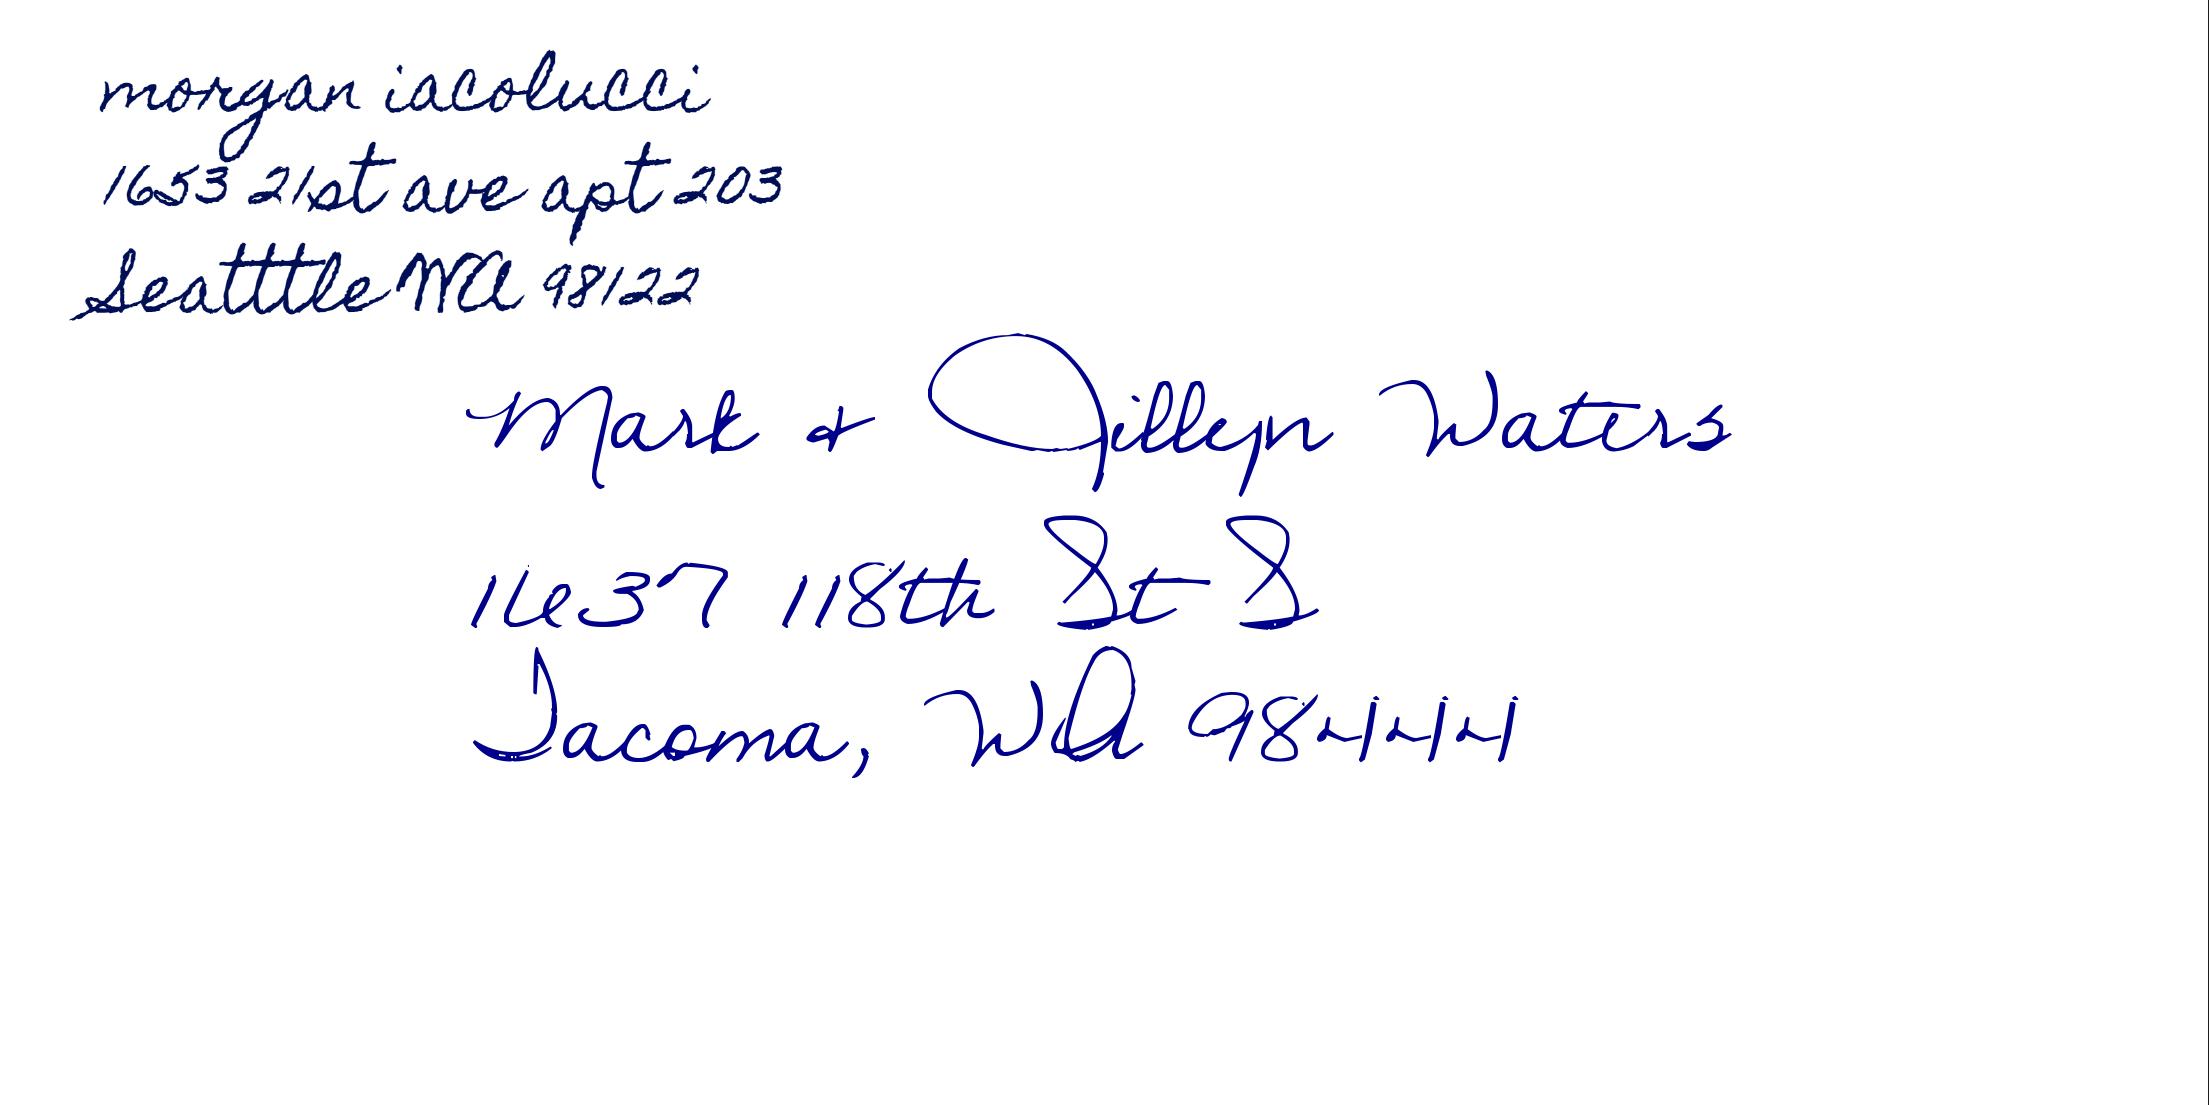 morgan iacolucci
1653 21st ave apt 203
Seatttle WA 98122
Mark & Jillyn Waters
1637 118th St S
Tacoma, WA 98444